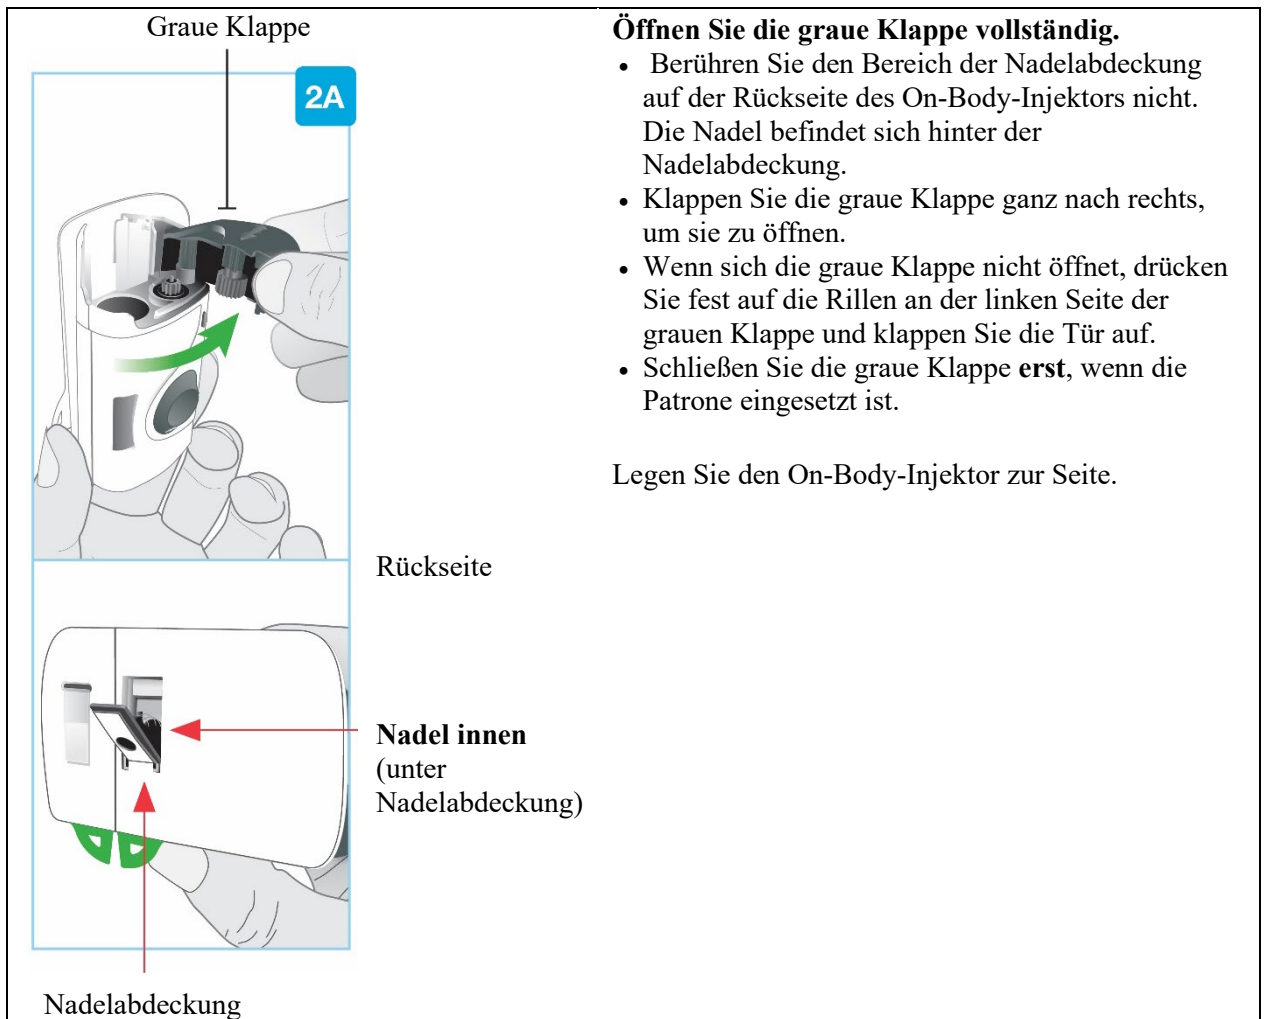 Graue Klappe
2A
Rückseite
Nadel innen
(unter
Nadelabdeckung)
Nadelabdeckung
Öffnen Sie die graue Klappe vollständig.
• Berühren Sie den Bereich der Nadelabdeckung
auf der Rückseite des On-Body-Injektors nicht.
Die Nadel befindet sich hinter der
Nadelabdeckung.
• Klappen Sie die graue Klappe ganz nach rechts,
um sie zu öffnen.
• Wenn sich die graue Klappe nicht öffnet, drücken
Sie fest auf die Rillen an der linken Seite der
grauen Klappe und klappen Sie die Tür auf.
• Schließen Sie die graue Klappe erst, wenn die
Patrone eingesetzt ist.
Legen Sie den On-Body-Injektor zur Seite.